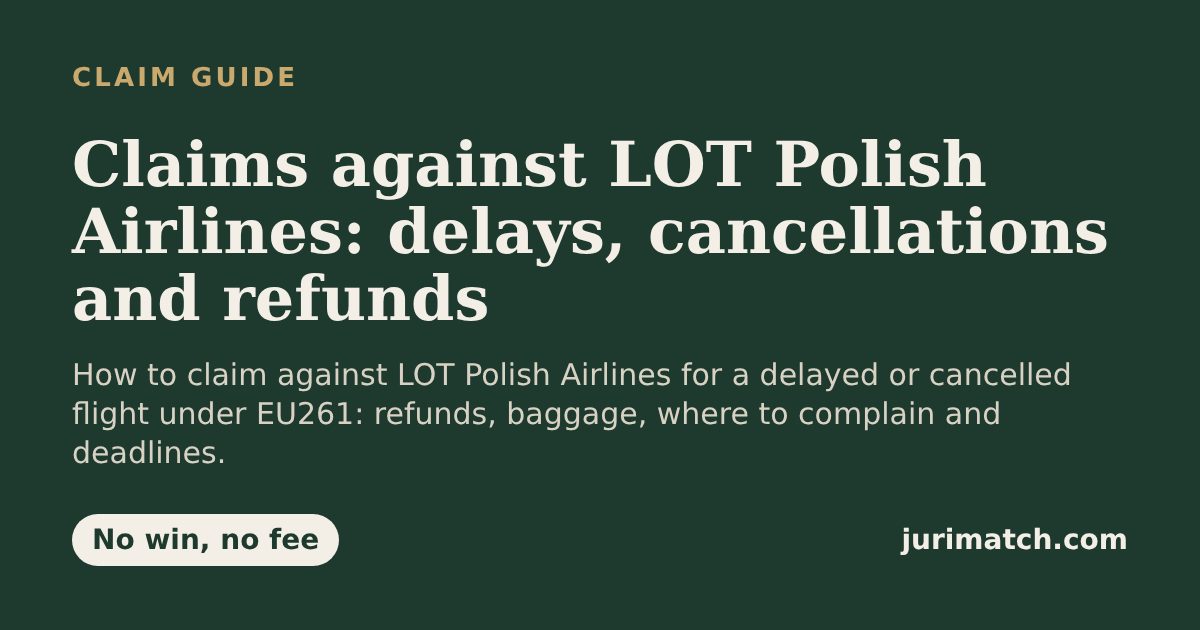 CLAIM GUIDE
Claims against LOT Polish
Airlines: delays, cancellations
and refunds
How to claim against LOT Polish Airlines for a delayed or cancelled
flight under EU261: refunds, baggage, where to complain and
deadlines.
No win, no fee
jurimatch.com